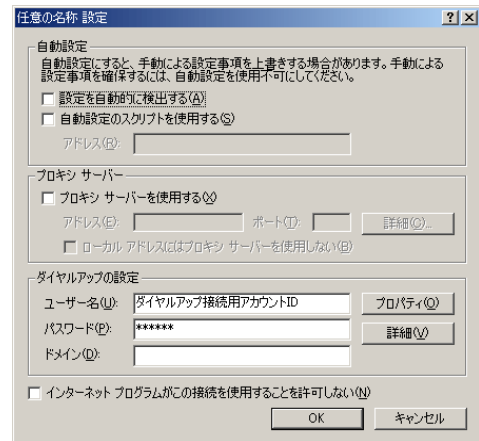 任意の名称 設定
自動設定
自動設定にすると、手動による設定事項を上書きする場合があります。手動による
設定事項を確保するには、自動設定を使用不可にしてください。
設定を自動的に検出する(A)
自動設定のスクリプトを使用する(S)
アドレス(R):
プロキシ サーバー
プロキシ サーバーを使用する(X)
アドレス(E): ポート(T): 詳細(C)...
ローカル アドレスにはプロキシ サーバーを使用しない(B)
ダイヤルアップの設定
ユーザー名(U): ダイヤルアップ接続用アカウントID プロパティ(O)
パスワード(P): ****** 詳細(V)
ドメイン(D):
インターネット プログラムがこの接続を使用することを許可しない(N)
OK キャンセル